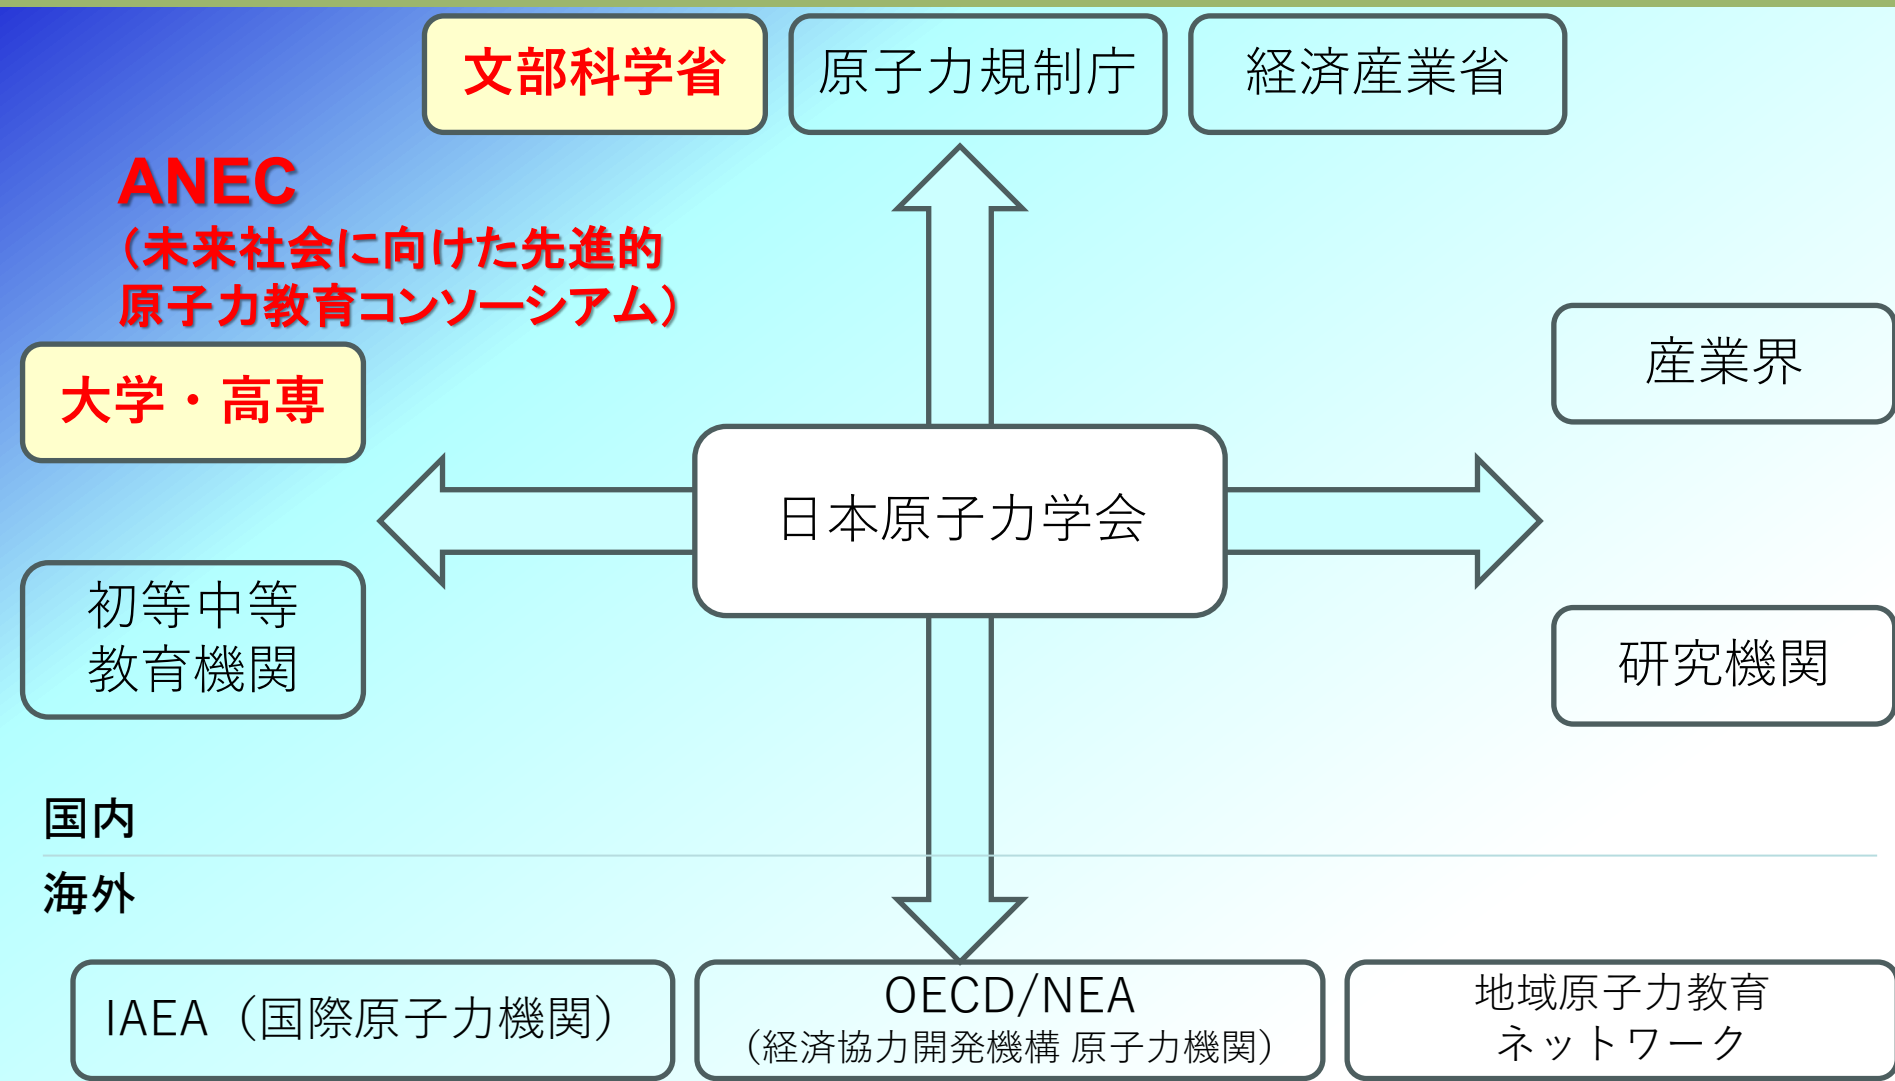 文部科学省
原子力規制庁
経済産業省
ANEC
（未来社会に向けた先進的
原子力教育コンソーシアム）
産業界
大学・高専
日本原子力学会
初等中等
教育機関
研究機関
国内
海外
IAEA（国際原子力機関）
OECD/NEA
（経済協力開発機構 原子力機関）
地域原子力教育
ネットワーク